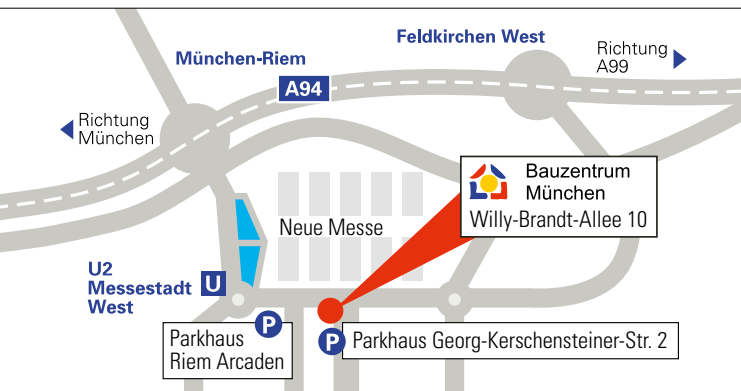 Feldkirchen West
München-Riem
Richtung
A99
A94
Richtung
München
Bauzentrum
München
Willy-Brandt-Allee 10
Neue Messe
U2
Messestadt
West
U
P
Parkhaus
Riem Arcaden
P
Parkhaus Georg-Kerschensteiner-Str. 2